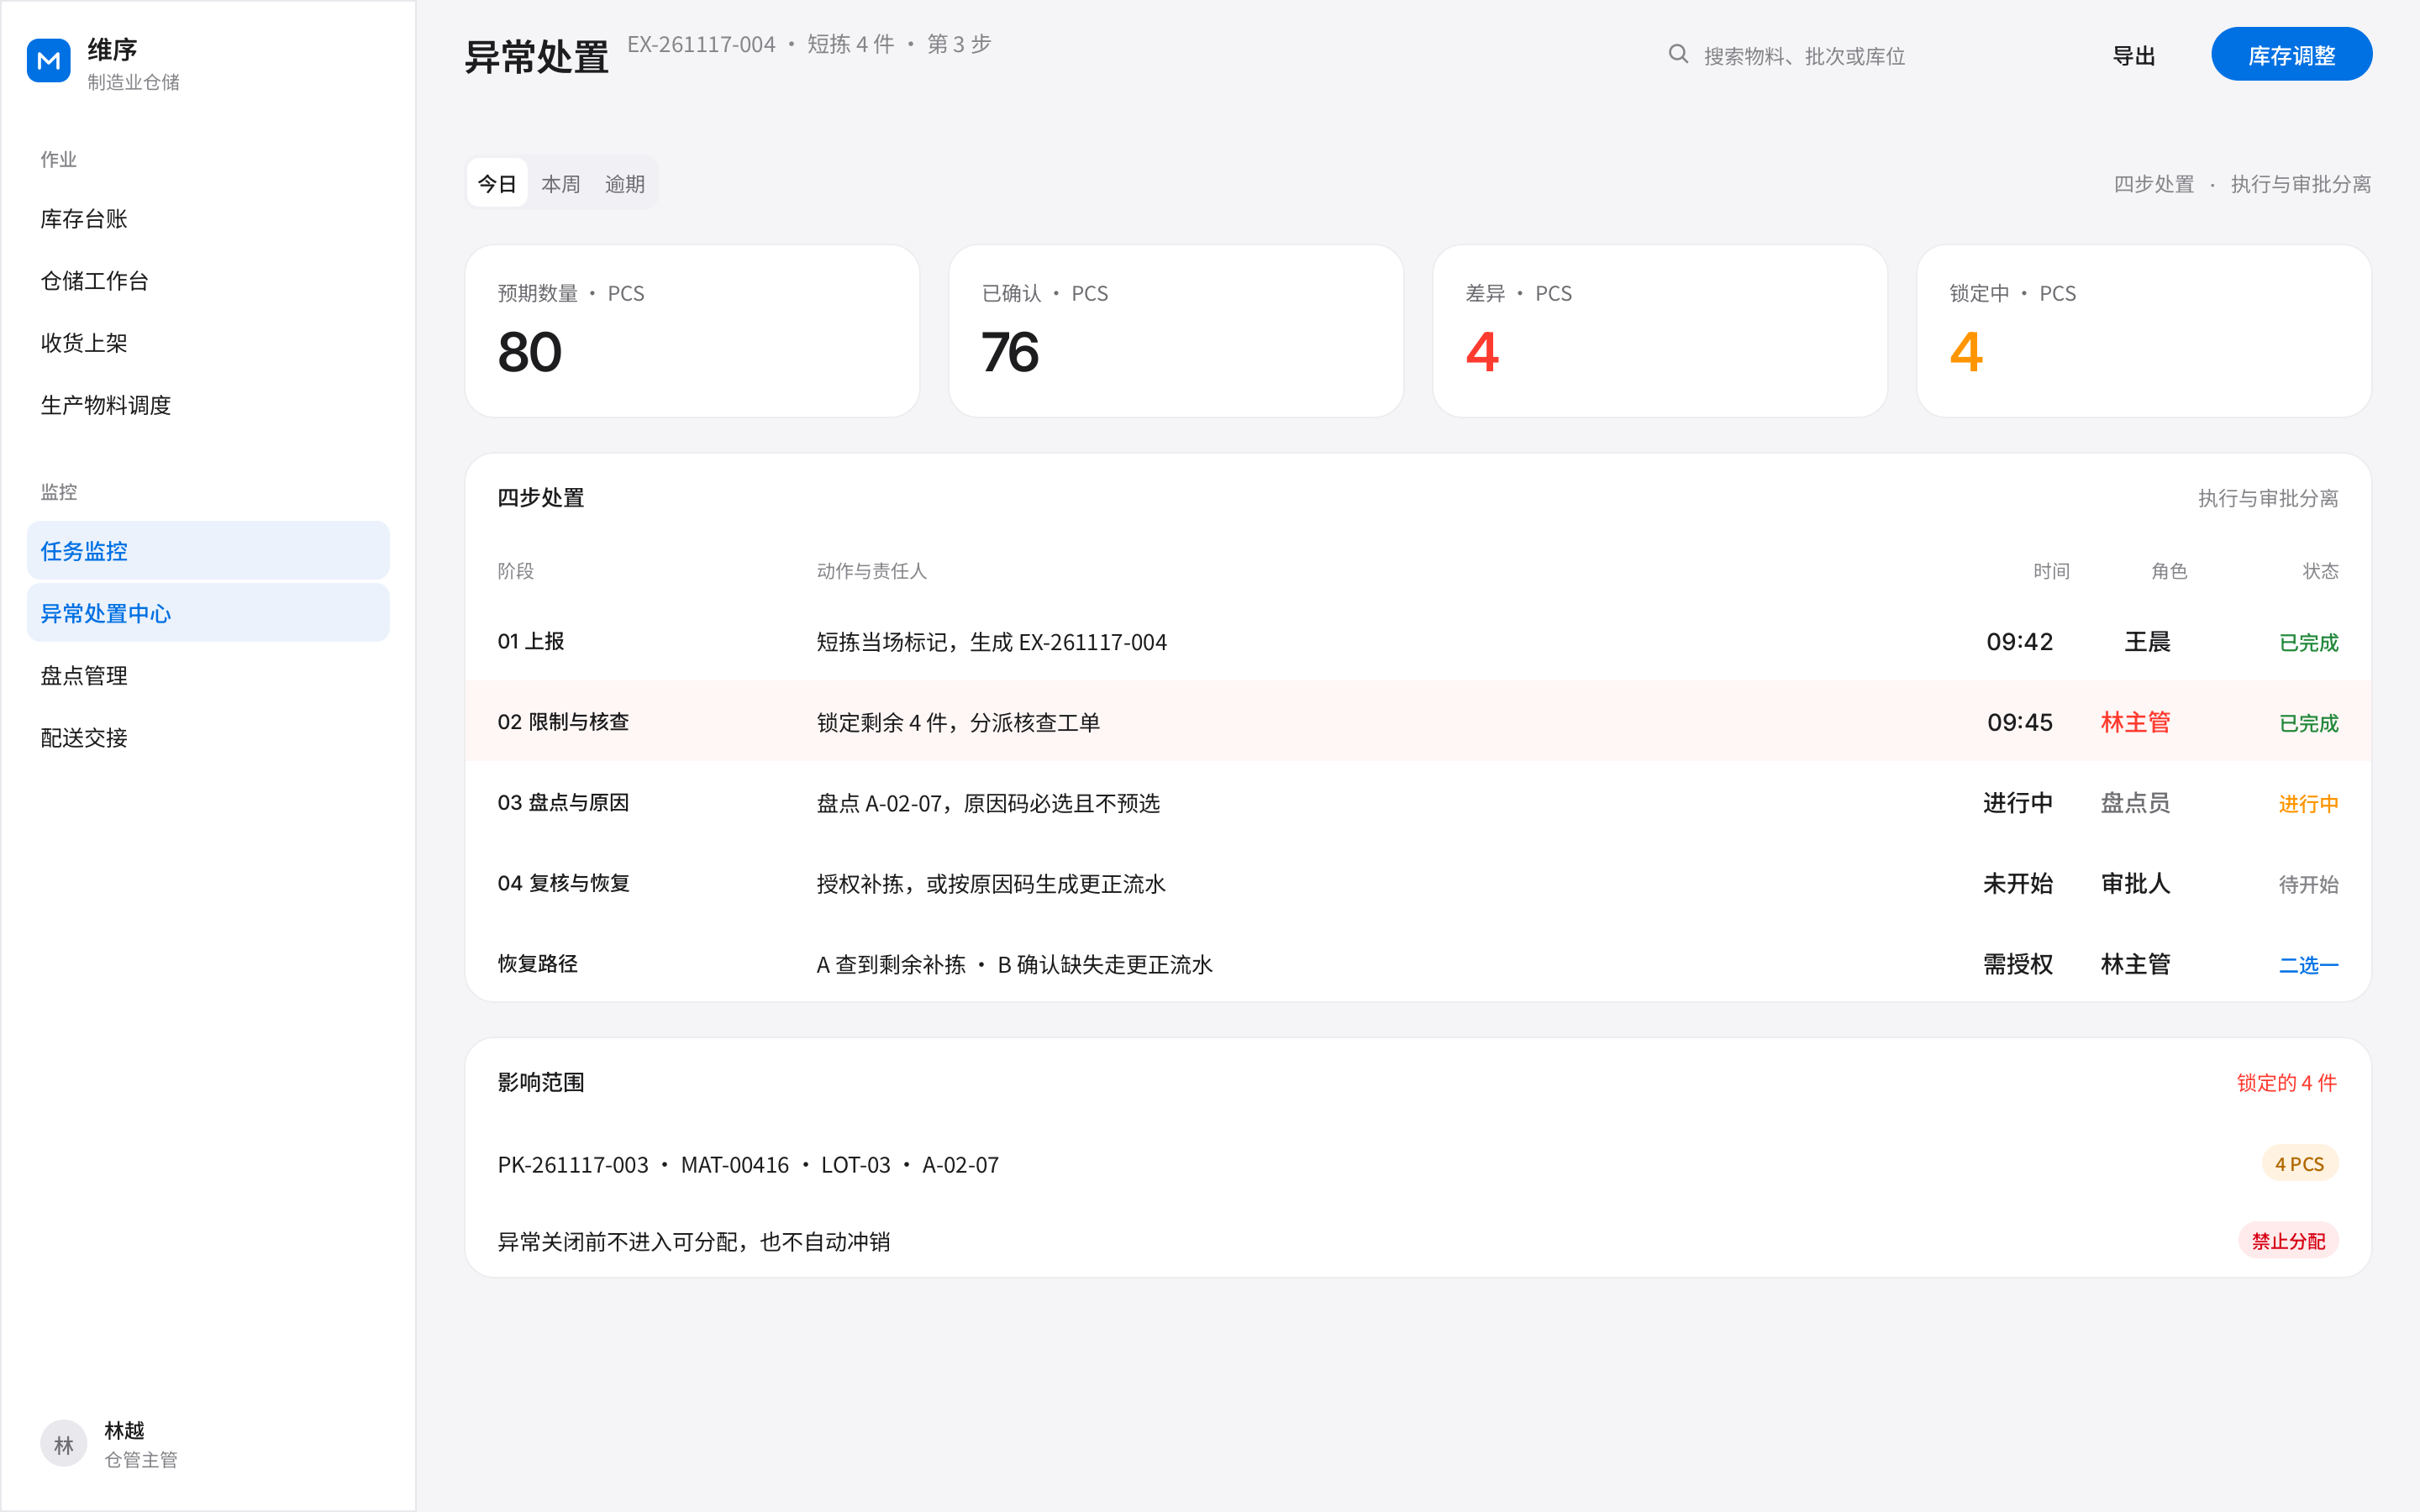 维序
制造业仓储
作业
库存台账
仓储工作台
收货上架
生产物料调度
监控
任务监控
异常处置中心
盘点管理
配送交接
林
林越
仓管主管
异常处置 EX-261117-004 • 短拣 4 件 • 第 3 步
搜索物料、批次或库位
导出
库存调整
今日 本周 逾期
四步处置 · 执行与审批分离
预期数量 • PCS
80
已确认 • PCS
76
差异 • PCS
4
锁定中 • PCS
4
四步处置 执行与审批分离
阶段 动作与责任人 时间 角色 状态
01 上报 短拣当场标记，生成 EX-261117-004 09:42 王晨 已完成
02 限制与核查 锁定剩余 4 件，分派核查工单 09:45 林主管 已完成
03 盘点与原因 盘点 A-02-07，原因码必选且不预选 进行中 盘点员 进行中
04 复核与恢复 授权补拣，或按原因码生成更正流水 未开始 审批人 待开始
恢复路径 A 查到剩余补拣 • B 确认缺失走更正流水 需授权 林主管 二选一
影响范围 锁定的 4 件
PK-261117-003 • MAT-00416 • LOT-03 • A-02-07 4 PCS
异常关闭前不进入可分配，也不自动冲销 禁止分配